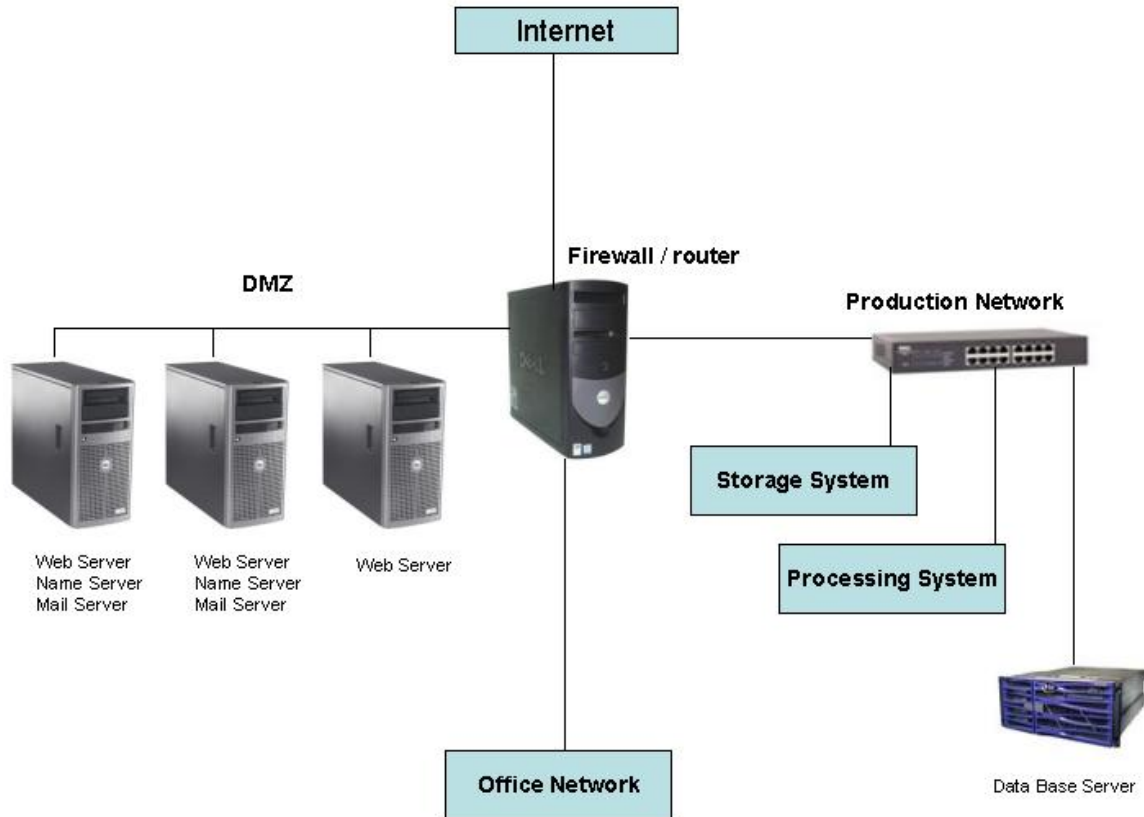 Internet
Firewall / router
DMZ
Production Network
DELL
Storage System
Web Server
Name Server
Mail Server
Web Server
Name Server
Mail Server
Web Server
Processing System
Office Network
Data Base Server